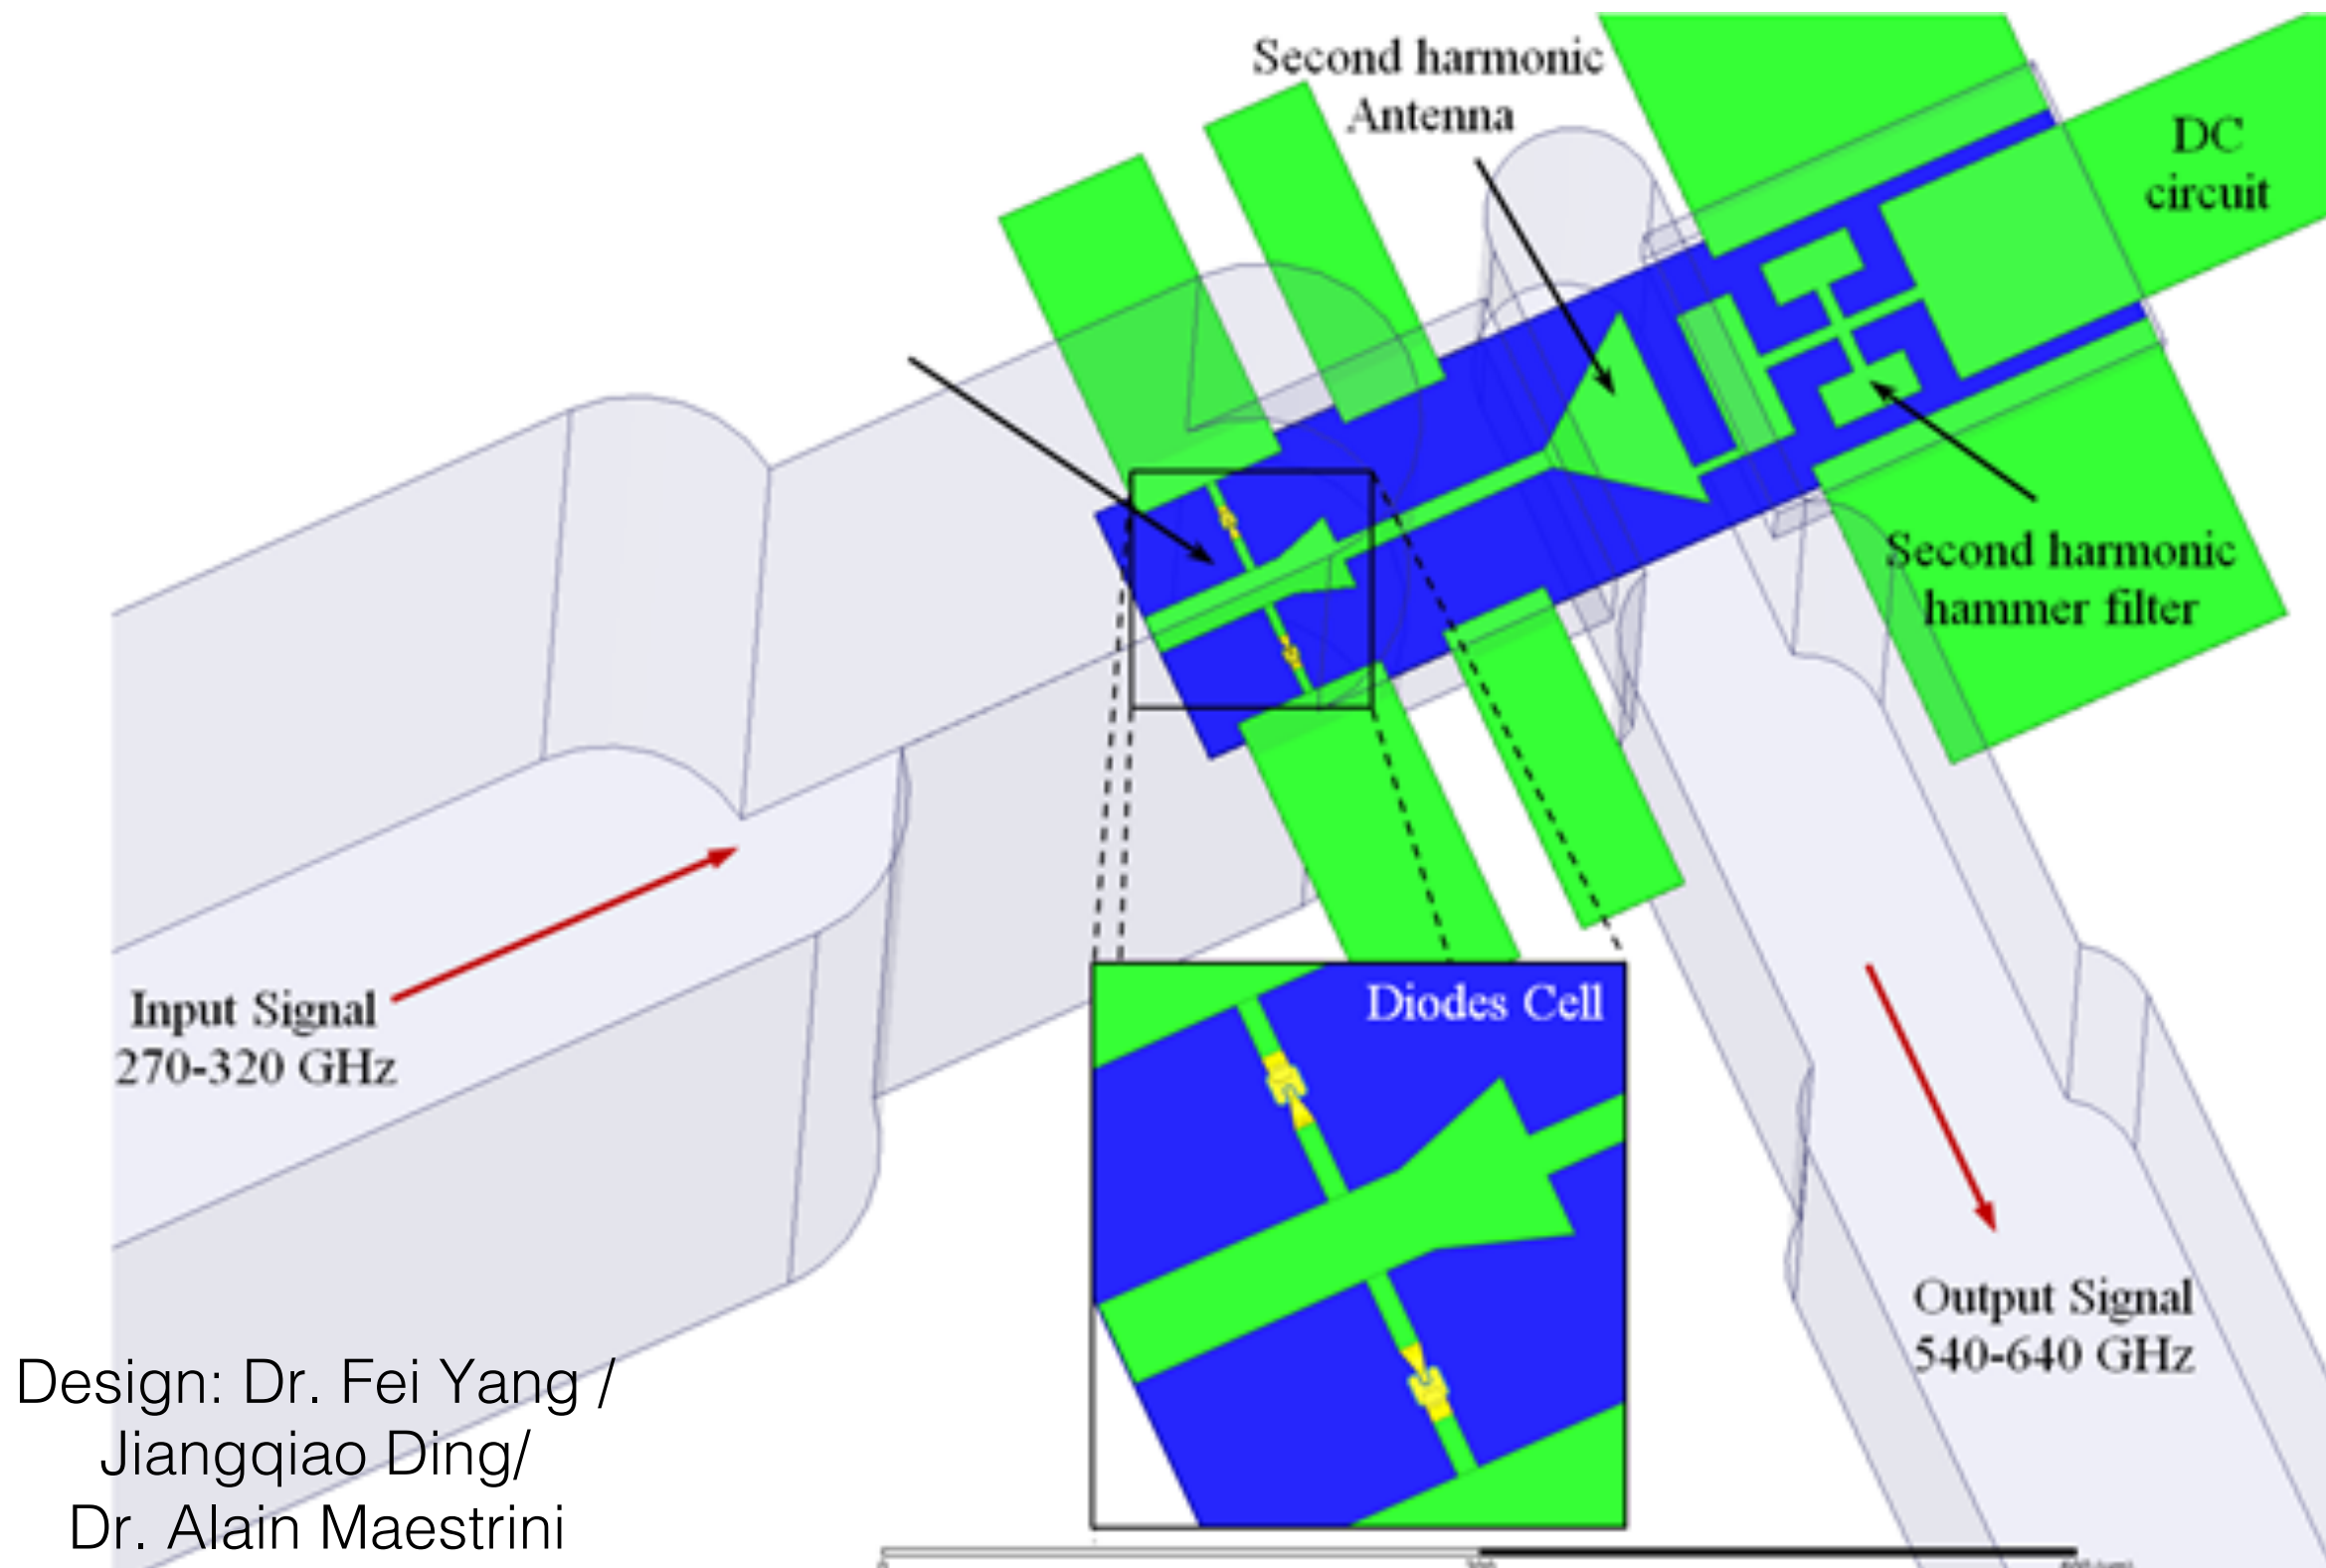 Second harmonic
Antenna
DC
circuit
Second harmonic
hammer filter
Diodes Cell
Input Signal
270-320 GHz
Output Signal
540-640 GHz
Design: Dr. Fei Yang /
Jiangqiao Ding/
Dr. Alain Maestrini